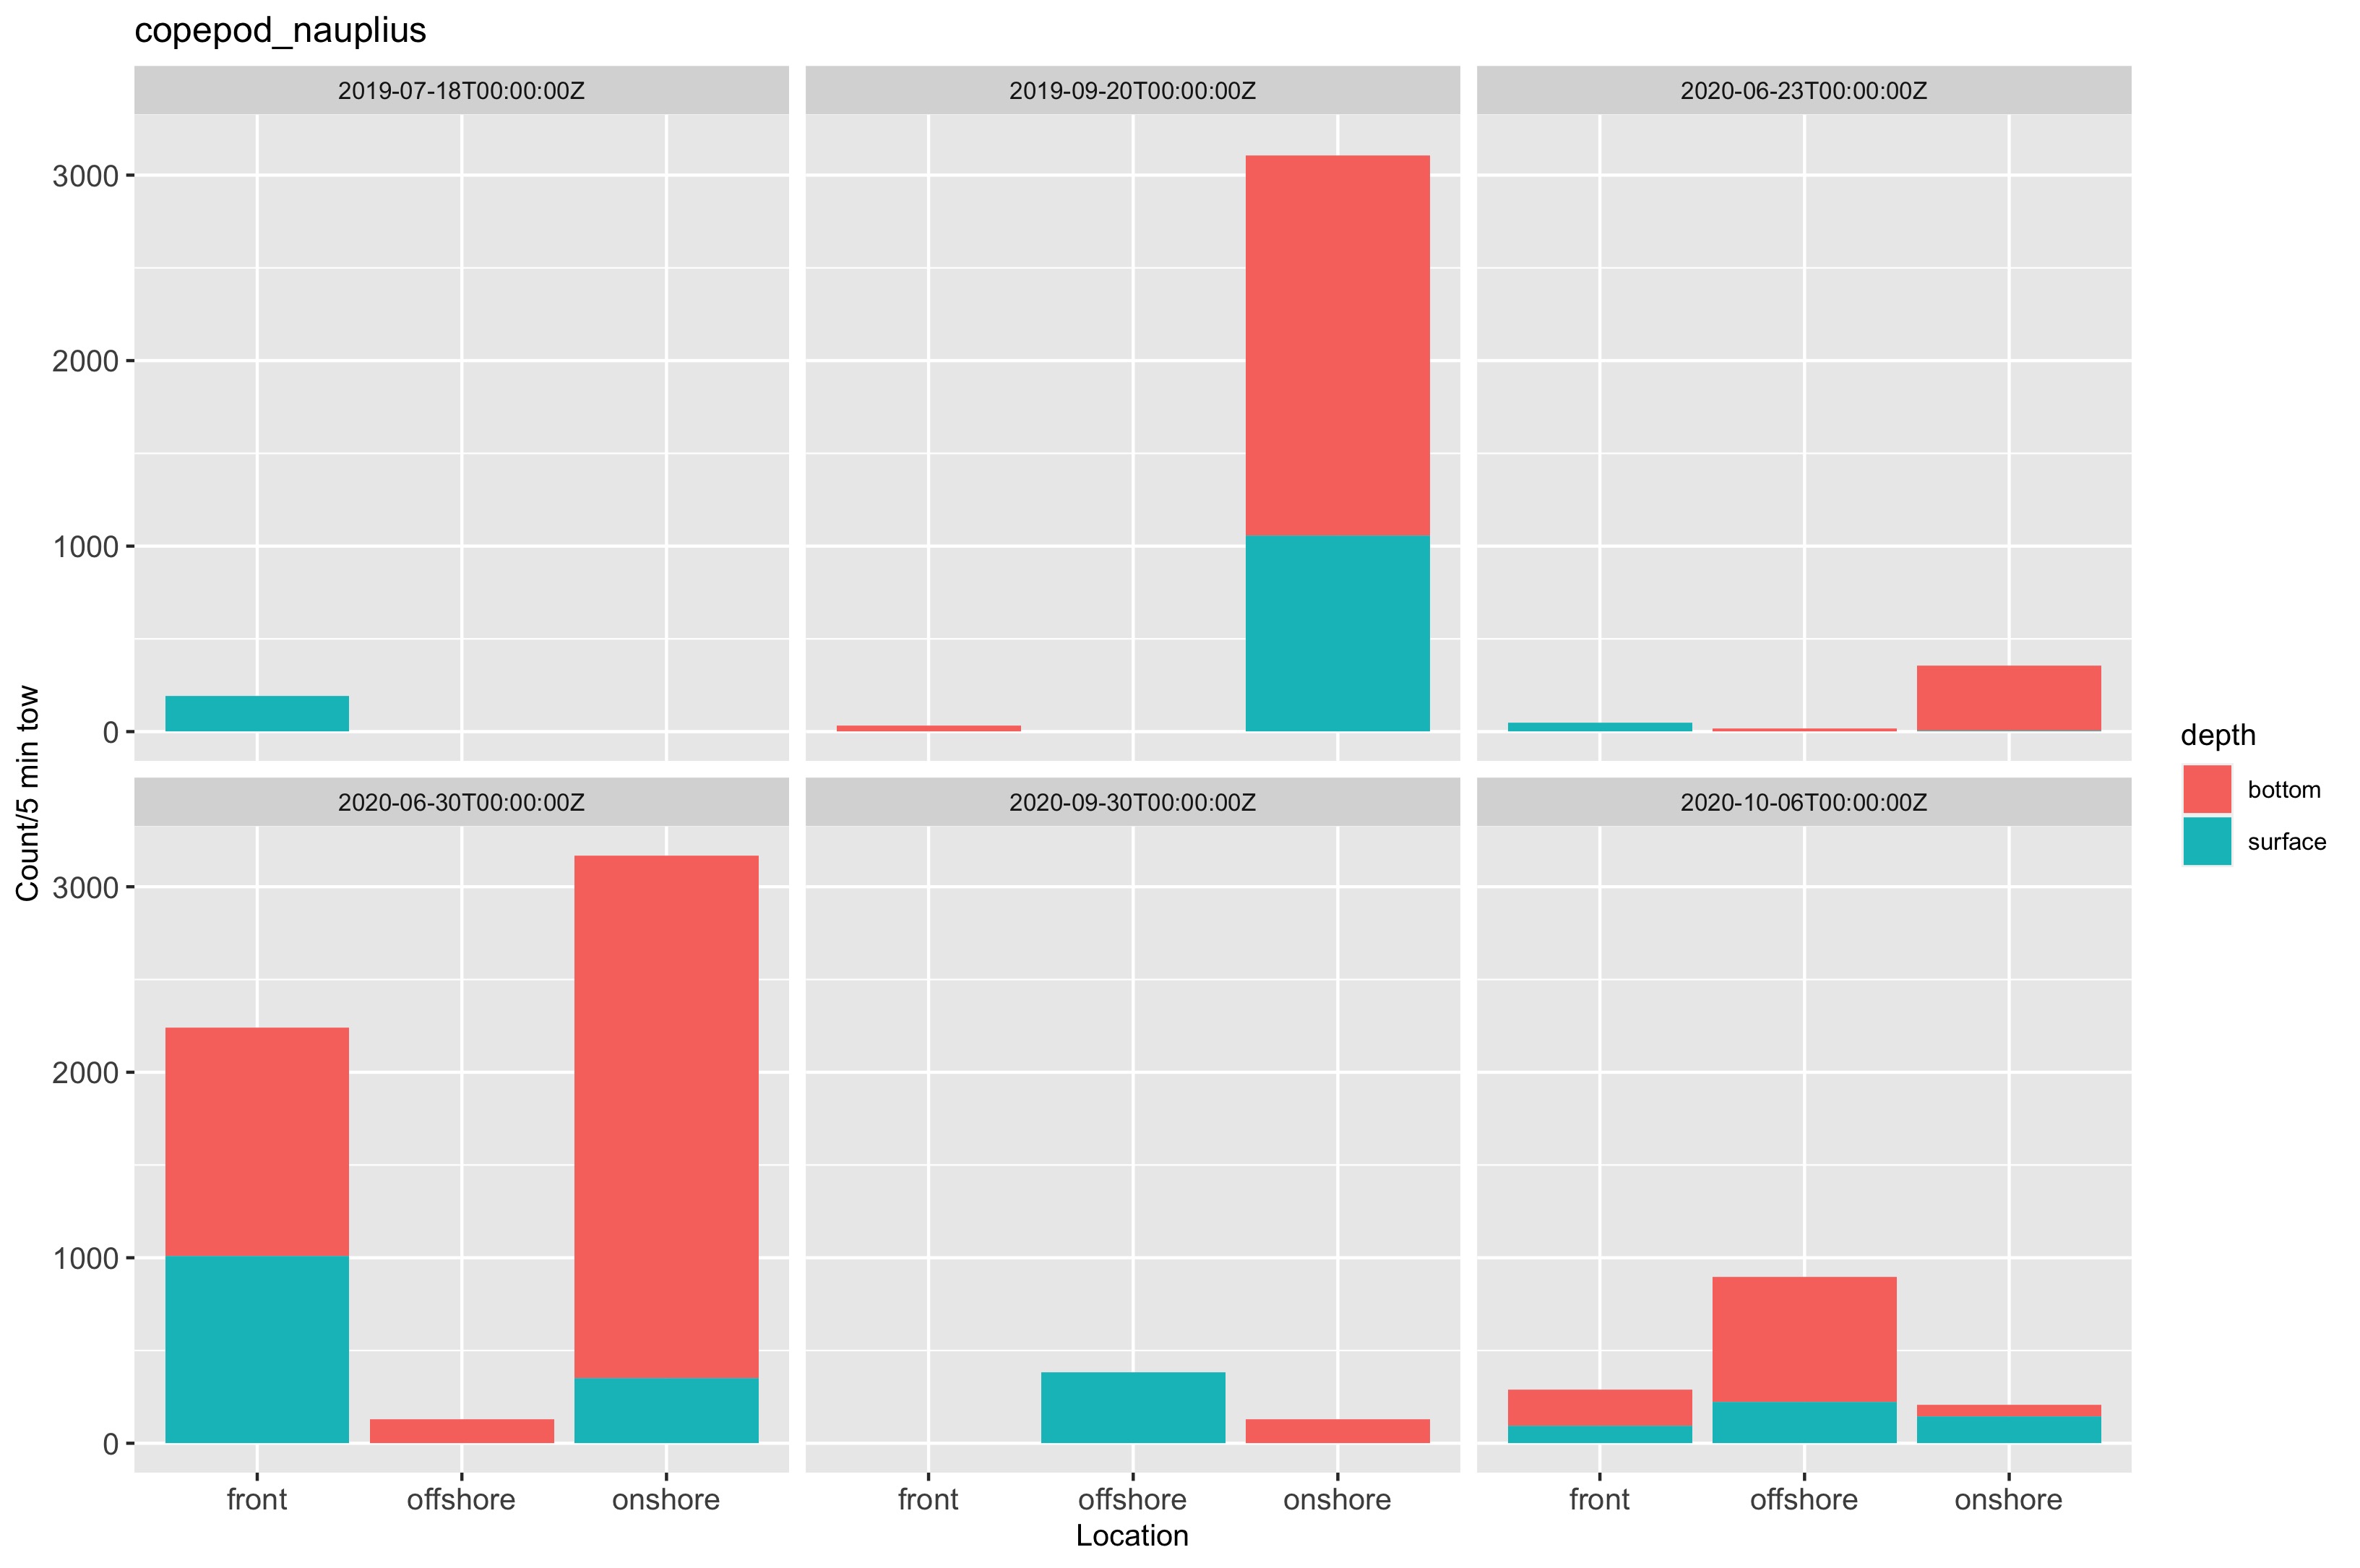 copepod_nauplius
2019-07-18T00:00:00Z
2019-09-20T00:00:00Z
2020-06-23T00:00:00Z
3000
2000
1000
0
2020-06-30T00:00:00Z
2020-09-30T00:00:00Z
2020-10-06T00:00:00Z
3000
2000
1000
0
front offshore onshore
front offshore onshore
front offshore onshore
Location
Count/5 min tow
depth
bottom
surface